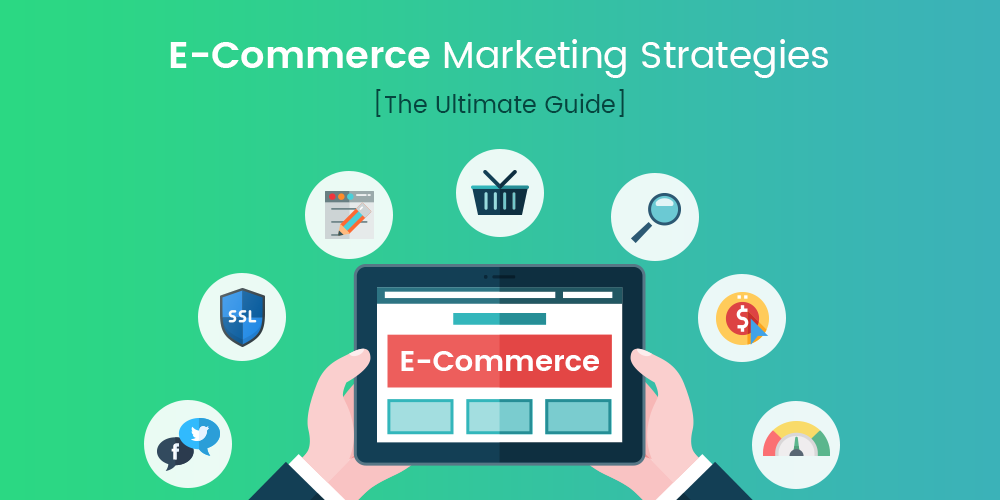 E-Commerce Marketing Strategies
[The Ultimate Guide]
SSL
$
E-Commerce
f